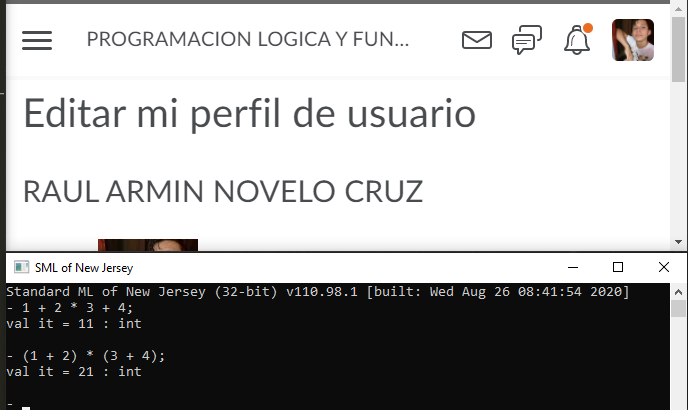 PROGRAMACION LOGICA Y FUN...
Editar mi perfil de usuario
RAUL ARMIN NOVELO CRUZ
SML of New Jersey
Standard ML of New Jersey (32-bit) v110.98.1 [built: Wed Aug 26 08:41:54 2020]
- 1 + 2 * 3 + 4;
val it = 11 : int
- (1 + 2) * (3 + 4);
val it = 21 : int
-